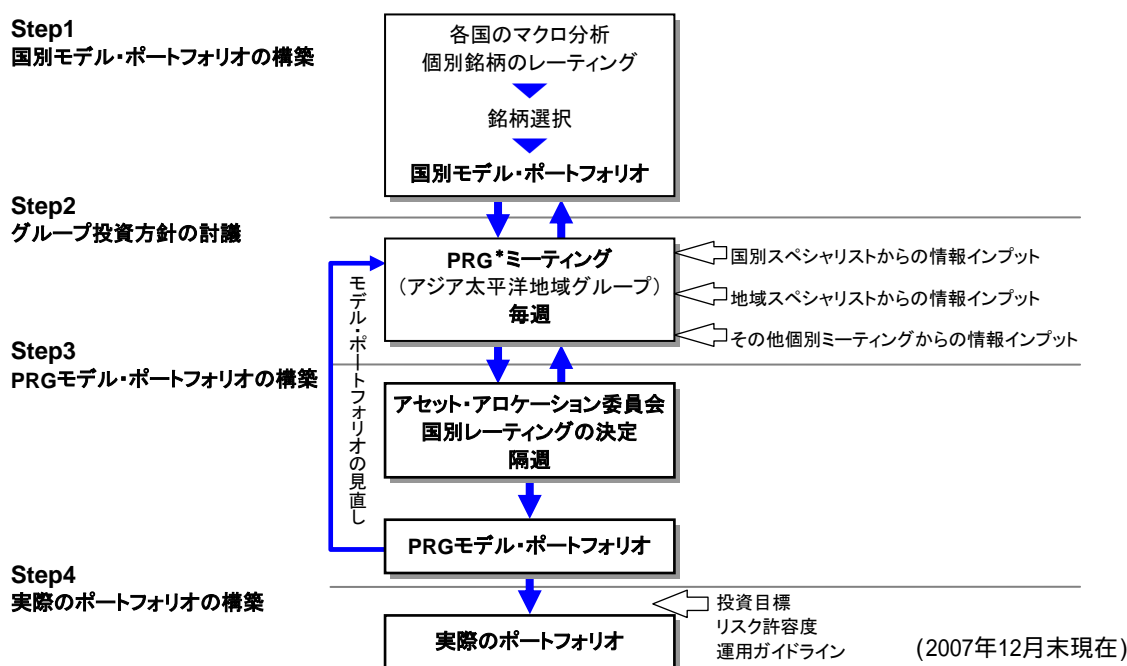 Step1
国別モデル・ポートフォリオの構築
各国のマクロ分析
個別銘柄のレーティング
銘柄選択
国別モデル・ポートフォリオ
Step2
グループ投資方針の討議
PRG*ミーティング
（アジア太平洋地域グループ）
毎週
国別スペシャリストからの情報インプット
地域スペシャリストからの情報インプット
その他個別ミーティングからの情報インプット
モデル・ポートフォリオの見直し
Step3
PRGモデル・ポートフォリオの構築
アセット・アロケーション委員会
国別レーティングの決定
隔週
PRGモデル・ポートフォリオ
Step4
実際のポートフォリオの構築
実際のポートフォリオ
投資目標
リスク許容度
運用ガイドライン
(2007年12月末現在)